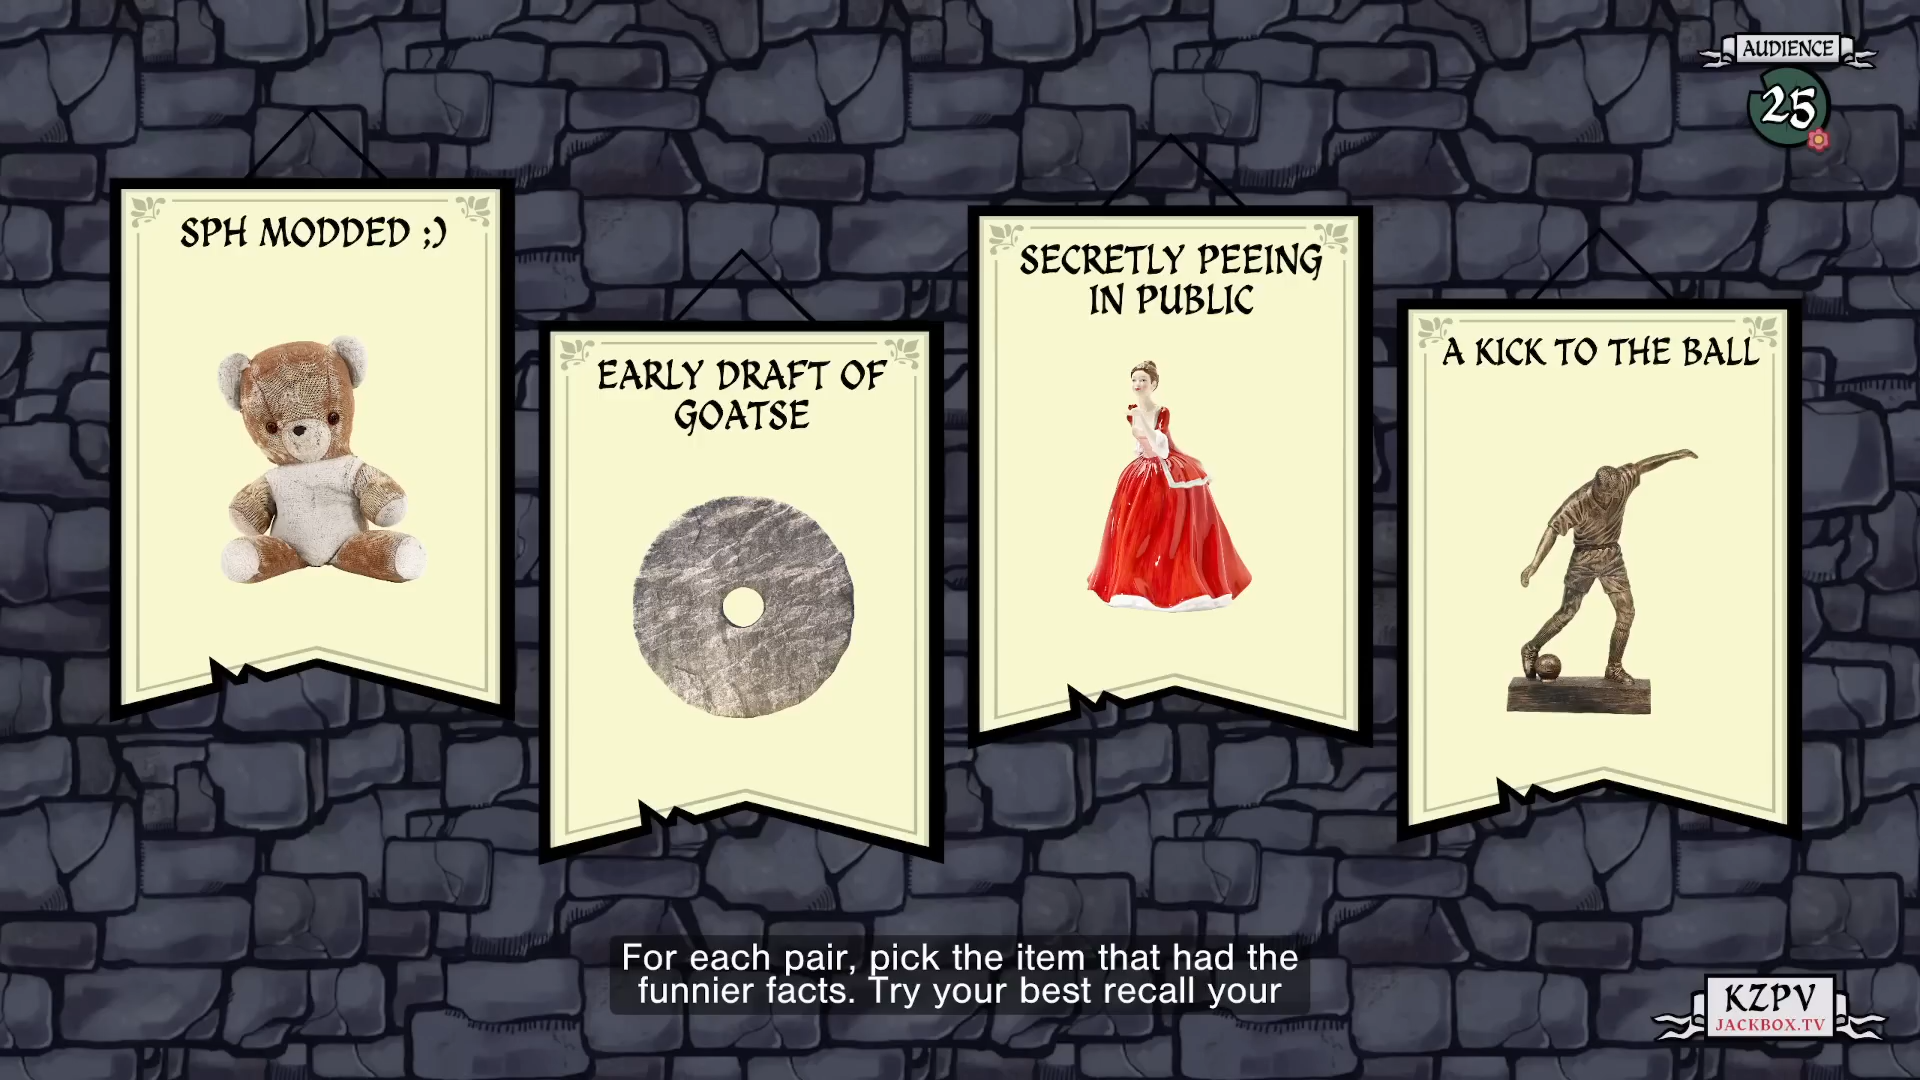 AUDIENCE
25
SPH MODDED ;)
EARLY DRAFT OF
GOATSE
SECRETLY PEEING
IN PUBLIC
A KICK TO THE BALL
For each pair, pick the item that had the
funnier facts. Try your best recall your
KZPV
JACKBOX.TV